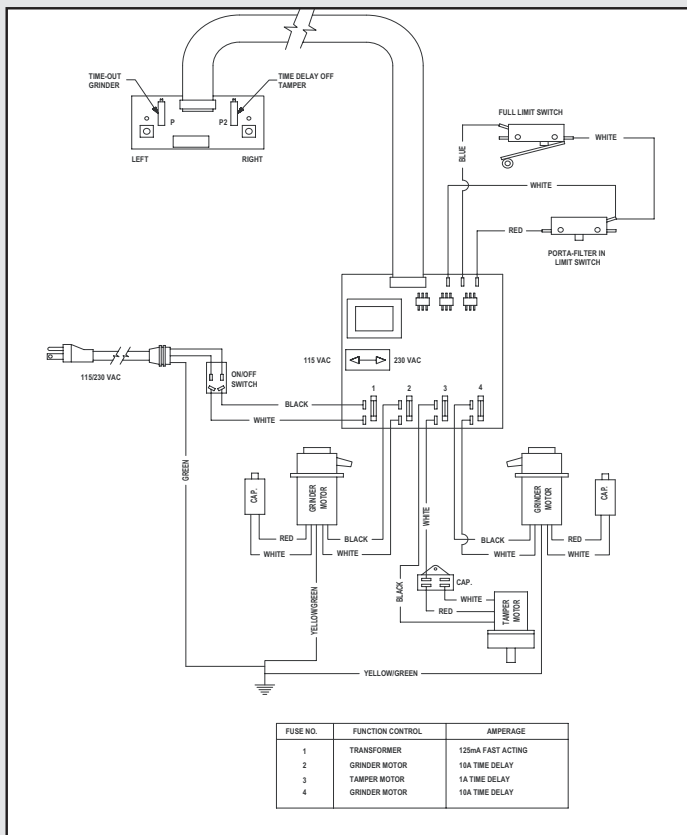 TIME-OUT
GRINDER
TIME DELAY OFF
TAMPER
P
P2
LEFT
RIGHT
FULL LIMIT SWITCH
BLUE
WHITE
WHITE
RED
PORTA-FILTER IN
LIMIT SWITCH
115 VAC
230 VAC
115/230 VAC
ON/OFF
SWITCH
1
2
3
4
BLACK
WHITE
GREEN
CAP.
GRINDER
MOTOR
RED
WHITE
BLACK
WHITE
YELLOW/GREEN
BLACK
WHITE
CAP.
WHITE
RED
TAMPER
MOTOR
BLACK
WHITE
GRINDER
MOTOR
RED
WHITE
CAP.
YELLOW/GREEN
FUSE NO. FUNCTION CONTROL AMPERAGE
1 TRANSFORMER 125mA FAST ACTING
2 GRINDER MOTOR 10A TIME DELAY
3 TAMPER MOTOR 1A TIME DELAY
4 GRINDER MOTOR 10A TIME DELAY